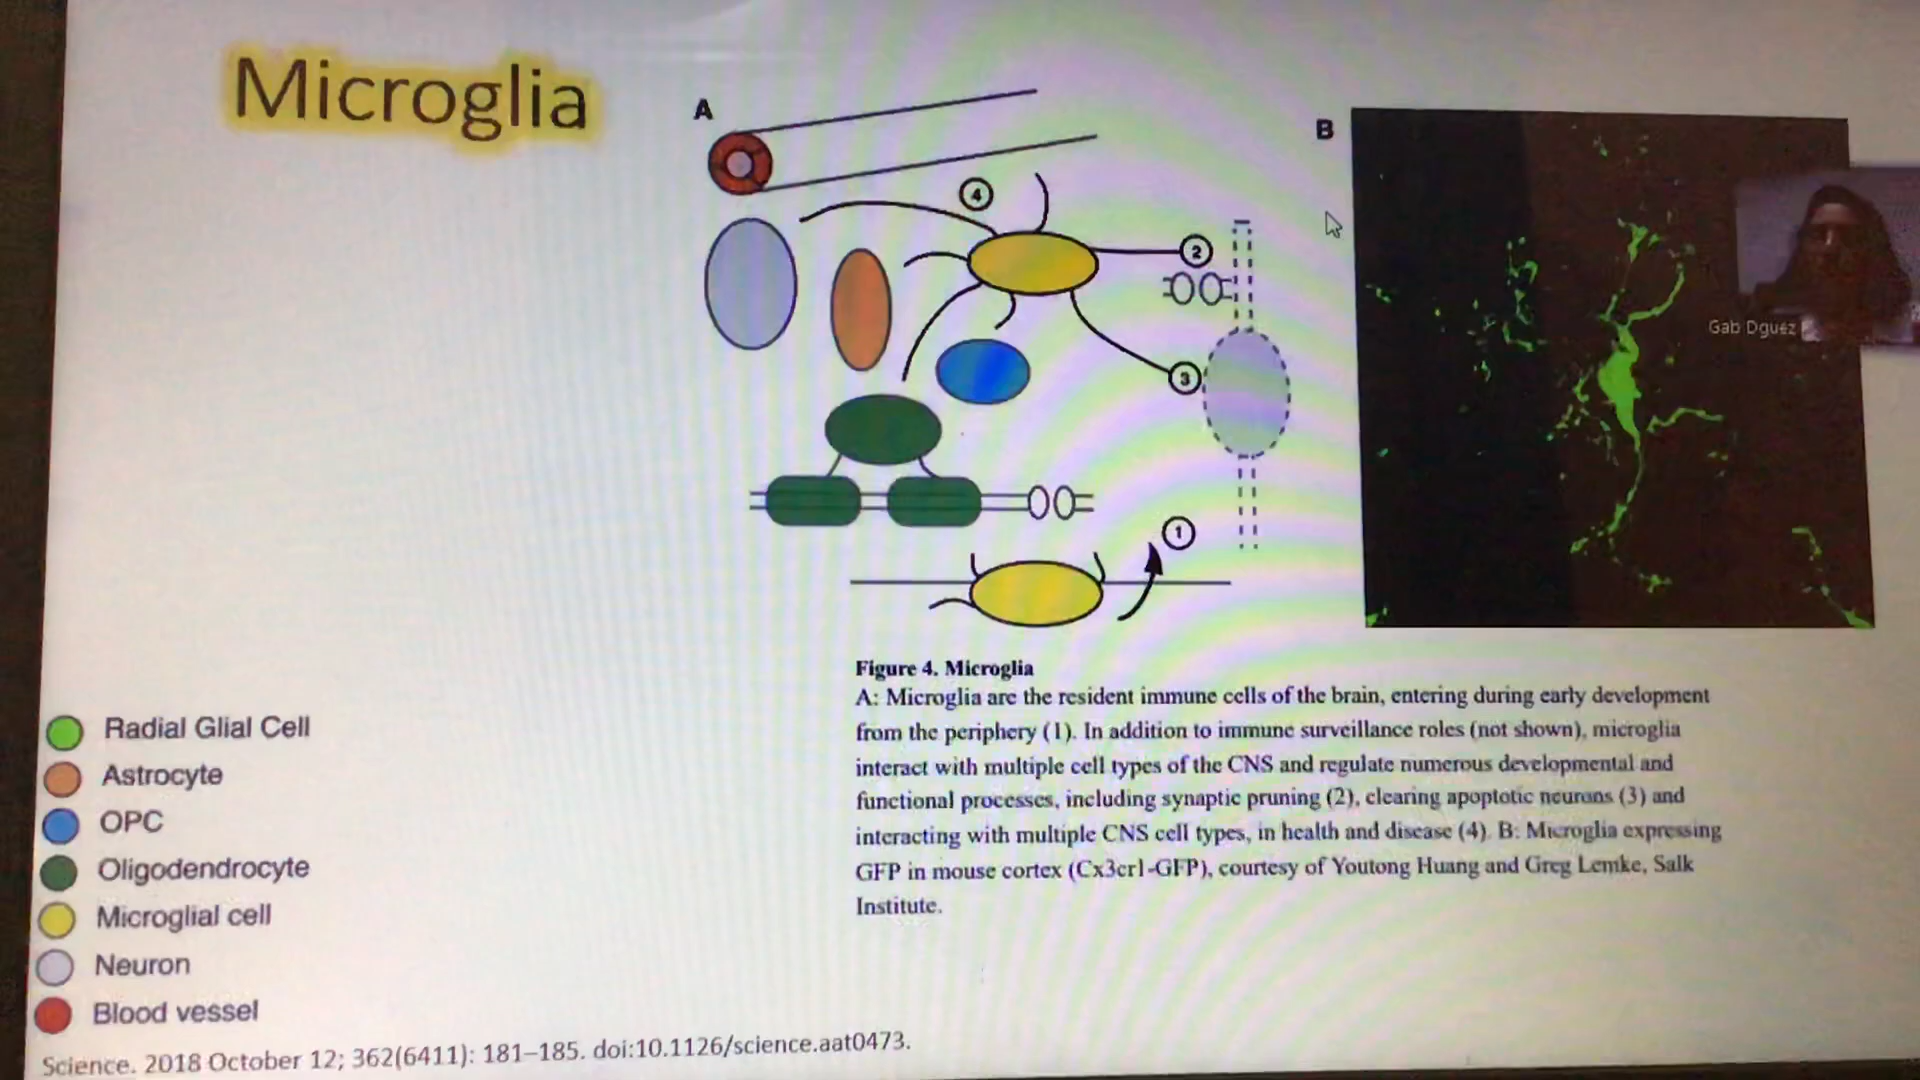 Microglia
A
B
4
2
3
1
Gab Dguez
Figure 4. Microglia
A: Microglia are the resident immune cells of the brain, entering during early development
from the periphery (1). In addition to immune surveillance roles (not shown), microglia
interact with multiple cell types of the CNS and regulate numerous developmental and
functional processes, including synaptic pruning (2), clearing apoptotic neurons (3) and
interacting with multiple CNS cell types, in health and disease (4). B: Microglia expressing
GFP in mouse cortex (Cx3cr1-GFP), courtesy of Youtong Huang and Greg Lemke, Salk
Institute.
Radial Glial Cell
Astrocyte
OPC
Oligodendrocyte
Microglial cell
Neuron
Blood vessel
Science. 2018 October 12; 362(6411): 181–185. doi:10.1126/science.aat0473.